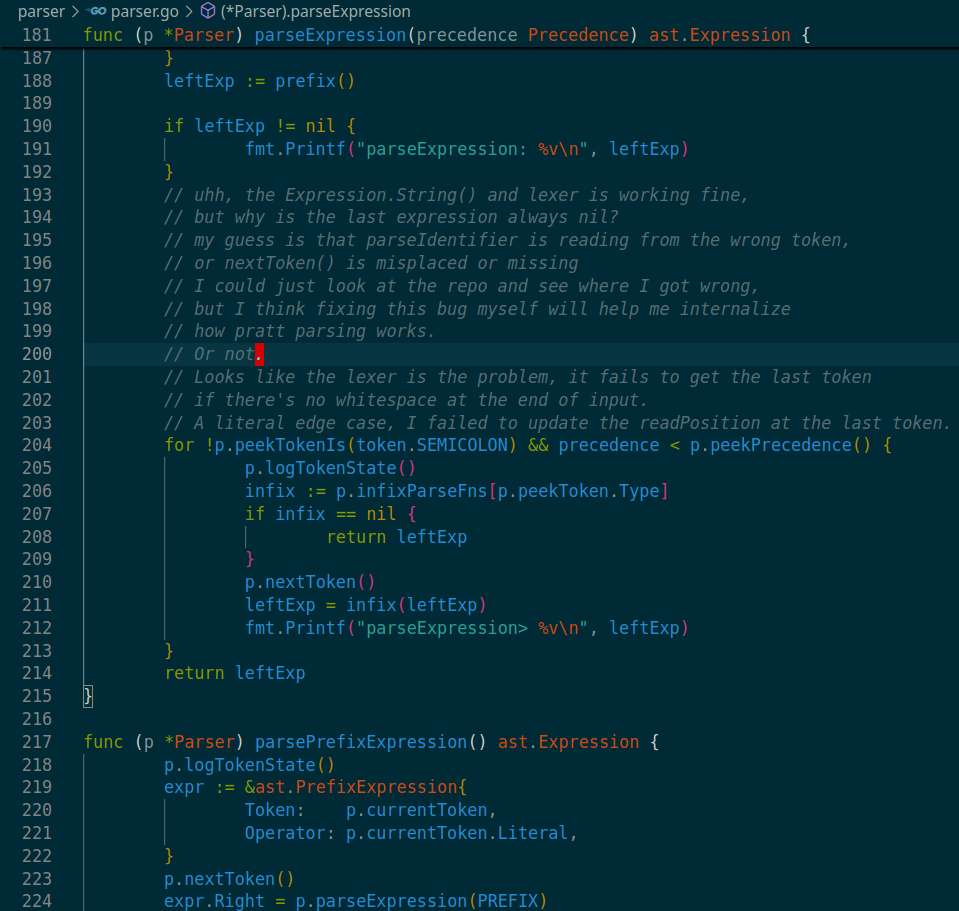 parser > GO parser.go > (*Parser).parseExpression
181 func (p *Parser) parseExpression(precedence Precedence) ast.Expression {
187 }
188 leftExp := prefix()
189
190 if leftExp != nil {
191 fmt.Printf("parseExpression: %v\n", leftExp)
192 }
193 // uhh, the Expression.String() and lexer is working fine,
194 // but why is the last expression always nil?
195 // my guess is that parseIdentifier is reading from the wrong token,
196 // or nextToken() is misplaced or missing
197 // I could just look at the repo and see where I got wrong,
198 // but I think fixing this bug myself will help me internalize
199 // how pratt parsing works.
200 // Or not.
201 // Looks like the lexer is the problem, it fails to get the last token
202 // if there's no whitespace at the end of input.
203 // A literal edge case, I failed to update the readPosition at the last token.
204 for !p.peekTokenIs(token.SEMICOLON) && precedence < p.peekPrecedence() {
205 p.logTokenState()
206 infix := p.infixParseFns[p.peekToken.Type]
207 if infix == nil {
208 return leftExp
209 }
210 p.nextToken()
211 leftExp = infix(leftExp)
212 fmt.Printf("parseExpression> %v\n", leftExp)
213 }
214 return leftExp
215 }
216
217 func (p *Parser) parsePrefixExpression() ast.Expression {
218 p.logTokenState()
219 expr := &ast.PrefixExpression{
220 Token: p.currentToken,
221 Operator: p.currentToken.Literal,
222 }
223 p.nextToken()
224 expr.Right = p.parseExpression(PREFIX)